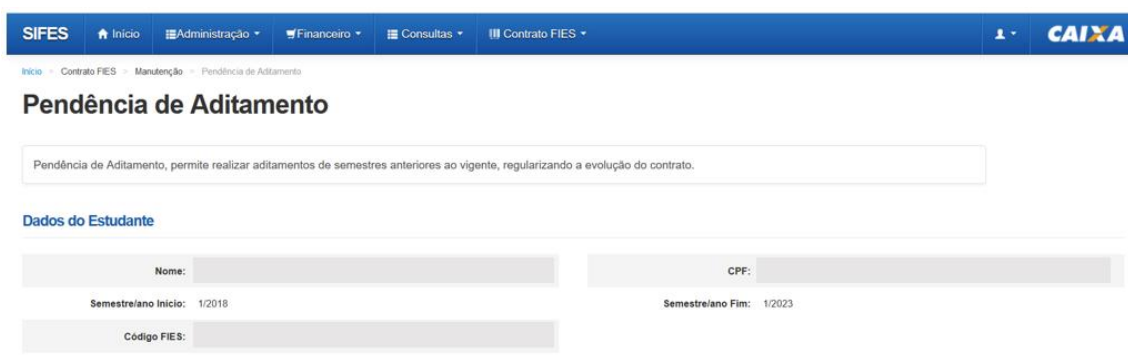 SIFES Início Administração Financeiro Consultas Contrato FIES CAIXA
Início > Contrato FIES > Manutenção > Pendência de Aditamento
Pendência de Aditamento
Pendência de Aditamento, permite realizar aditamentos de semestres anteriores ao vigente, regularizando a evolução do contrato.
Dados do Estudante
Nome: CPF:
Semestre/ano Início: 1/2018 Semestre/ano Fim: 1/2023
Código FIES: